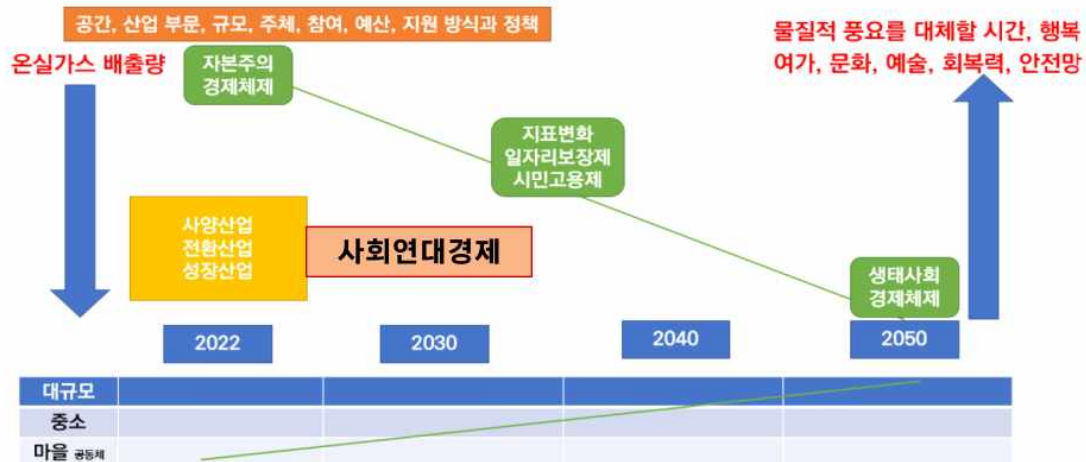 공간, 산업 부문, 규모, 주체, 참여, 예산, 지원 방식과 정책
온실가스 배출량
자본주의
경제체제
물질적 풍요를 대체할 시간, 행복
여가, 문화, 예술, 회복력, 안전망
지표변화
일자리보장제
시민고용제
사양산업
전환산업
성장산업
사회연대경제
생태사회
경제체제
2022
2030
2040
2050
대규모
중소
마을 공동체